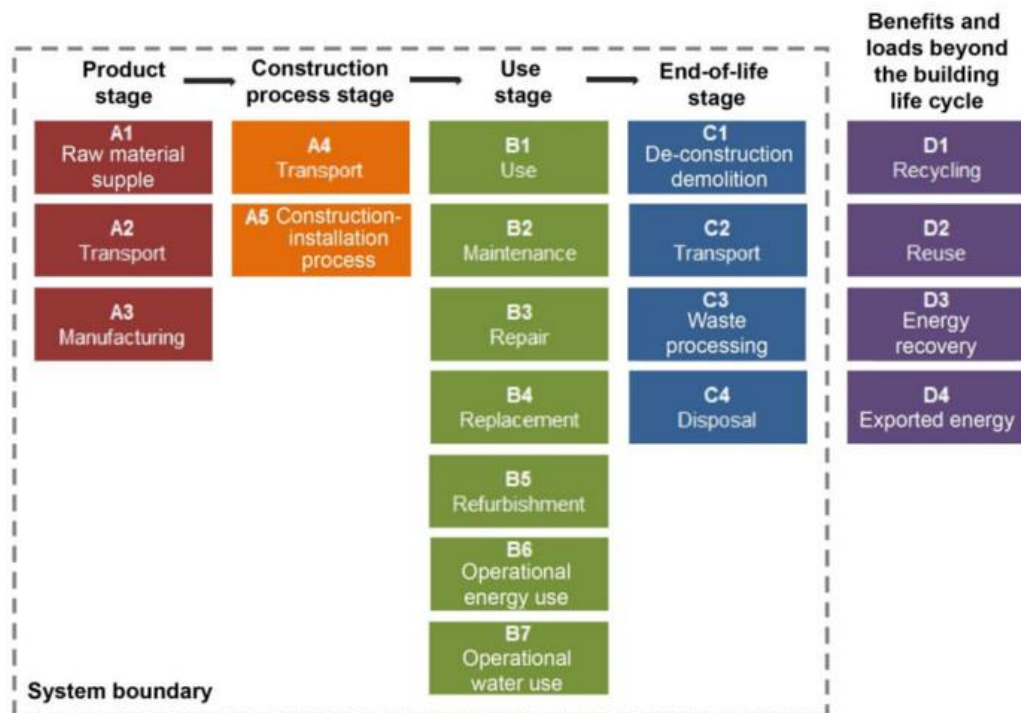 Product
stage
Construction
process stage
Use
stage
End-of-life
stage
Benefits and
loads beyond
the building
life cycle
A1
Raw material
supple
A2
Transport
A3
Manufacturing
A4
Transport
A5 Construction-
installation
process
B1
Use
B2
Maintenance
B3
Repair
B4
Replacement
B5
Refurbishment
B6
Operational
energy use
B7
Operational
water use
C1
De-construction
demolition
C2
Transport
C3
Waste
processing
C4
Disposal
D1
Recycling
D2
Reuse
D3
Energy
recovery
D4
Exported energy
System boundary